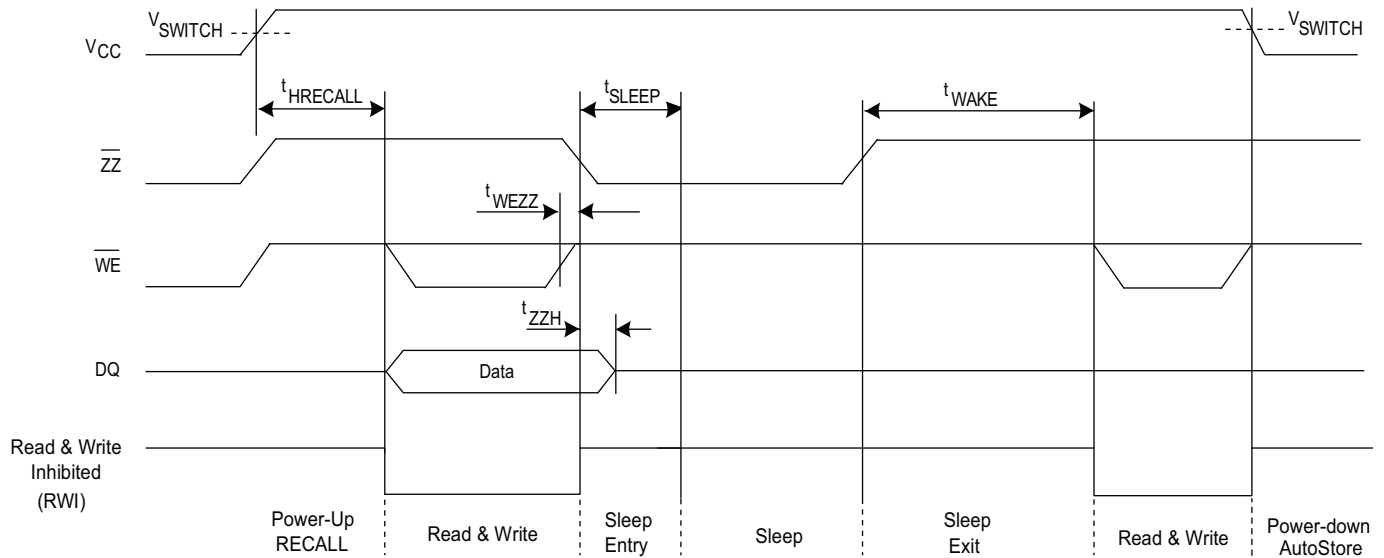 VSWITCH
VSWITCH
VCC
tHRECALL
tSLEEP
tWAKE
ZZ
tWEZZ
WE
tZZH
DQ
Data
Read & Write
Inhibited
(RWI)
Power-Up
RECALL
Read & Write
Sleep
Entry
Sleep
Sleep
Exit
Read & Write
Power-down
AutoStore